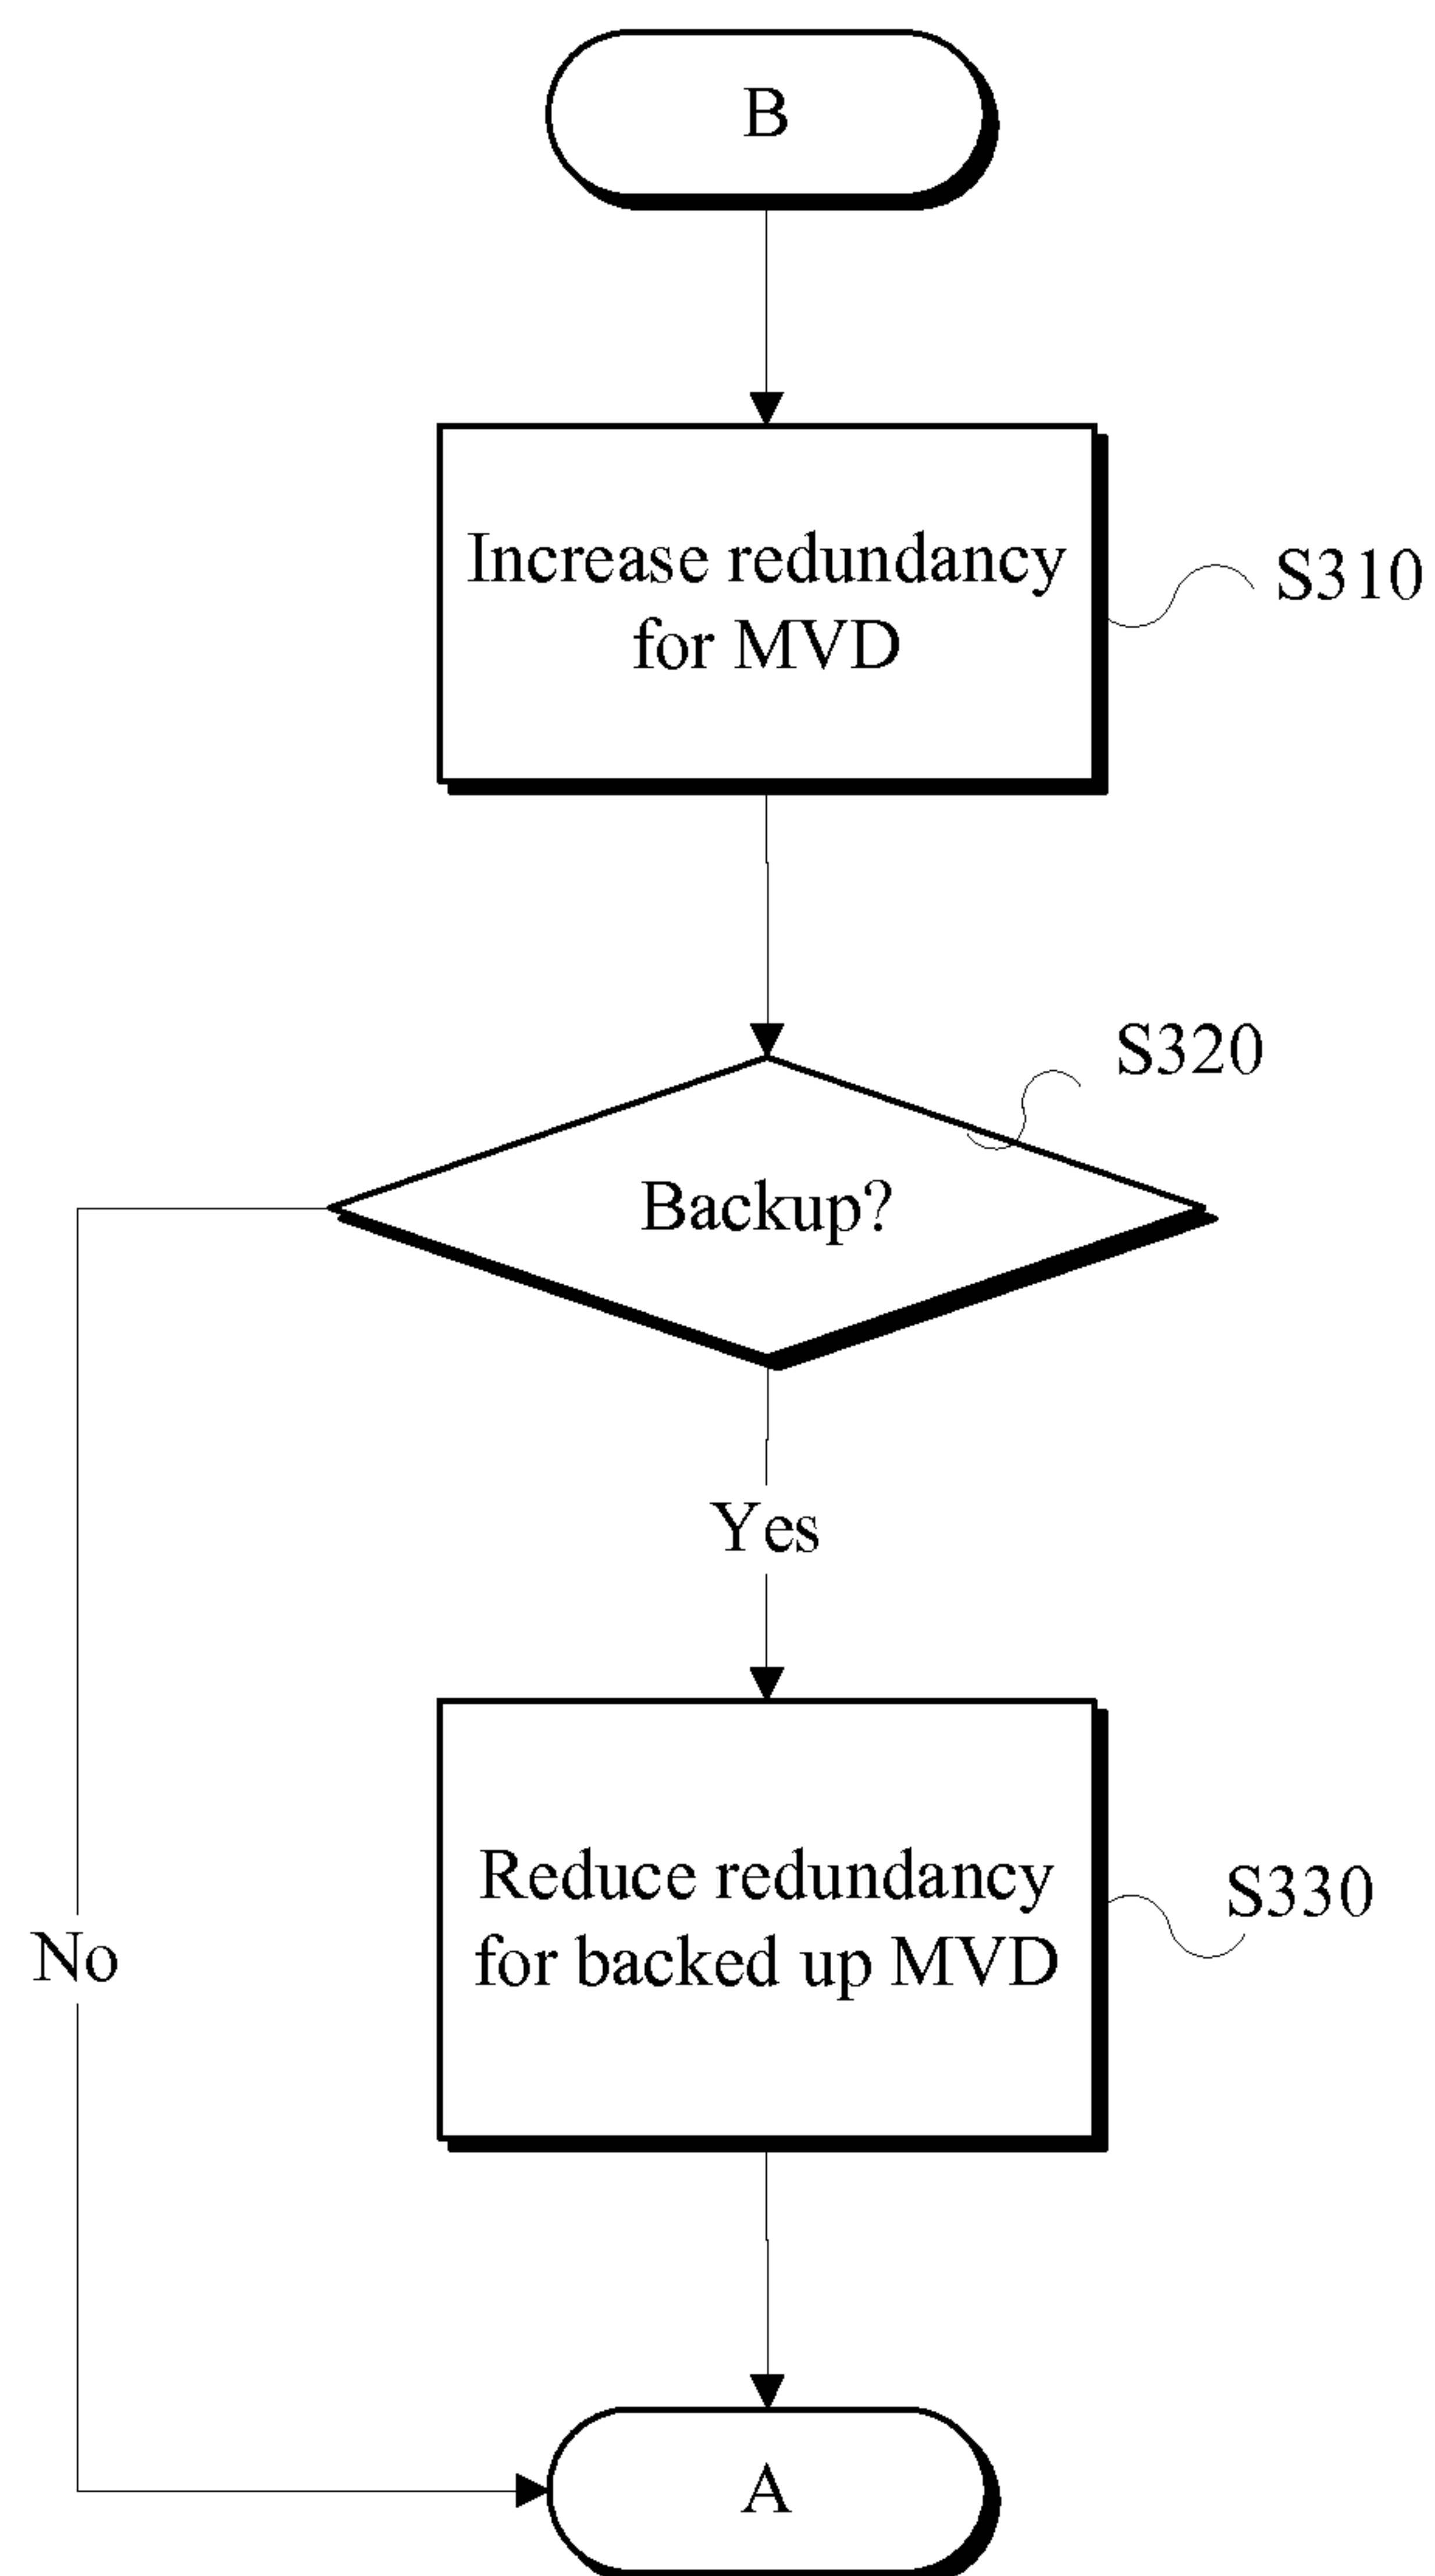 B
Increase redundancy
for MVD
S310
S320
Backup?
Yes
Reduce redundancy
for backed up MVD
S330
No
A